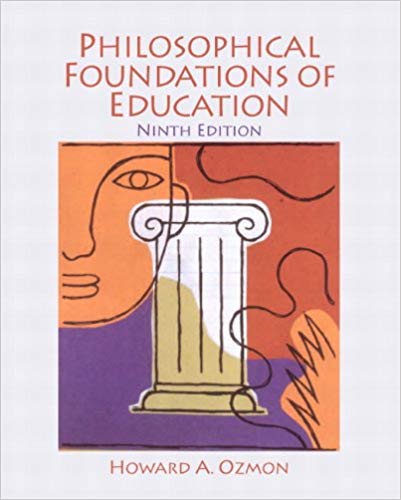 PHILOSOPHICAL
FOUNDATIONS OF
EDUCATION
NINTH EDITION
HOWARD A. OZMON